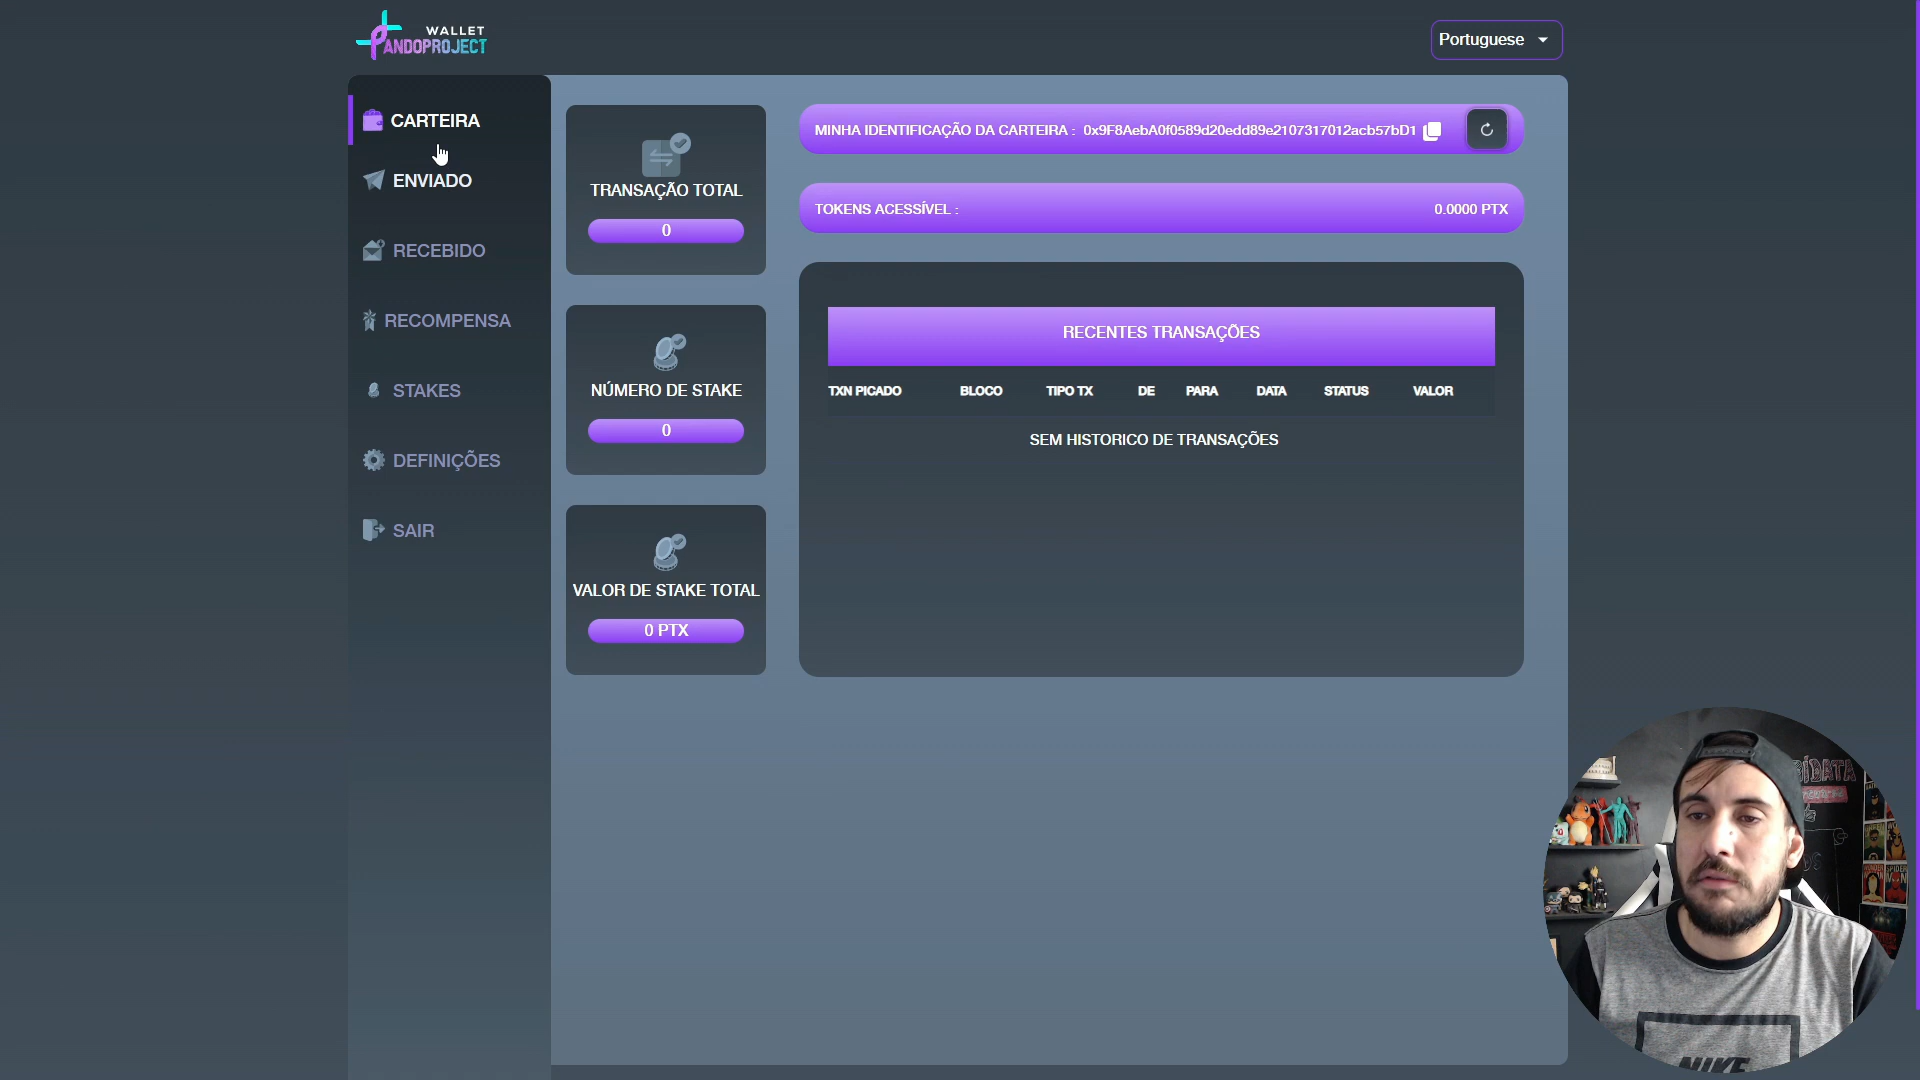 WALLET
PANDOPROJECT
Portuguese
CARTEIRA
ENVIADO
RECEBIDO
RECOMPENSA
STAKES
DEFINIÇÕES
SAIR
TRANSAÇÃO TOTAL
0
NÚMERO DE STAKE
0
VALOR DE STAKE TOTAL
0 PTX
MINHA IDENTIFICAÇÃO DA CARTEIRA : 0x9F8AebA0f0589d20edd89e2107317012acb57bD1
TOKENS ACESSÍVEL : 0.0000 PTX
RECENTES TRANSAÇÕES
TXN PICADO BLOCO TIPO TX DE PARA DATA STATUS VALOR
SEM HISTORICO DE TRANSAÇÕES
NIKE